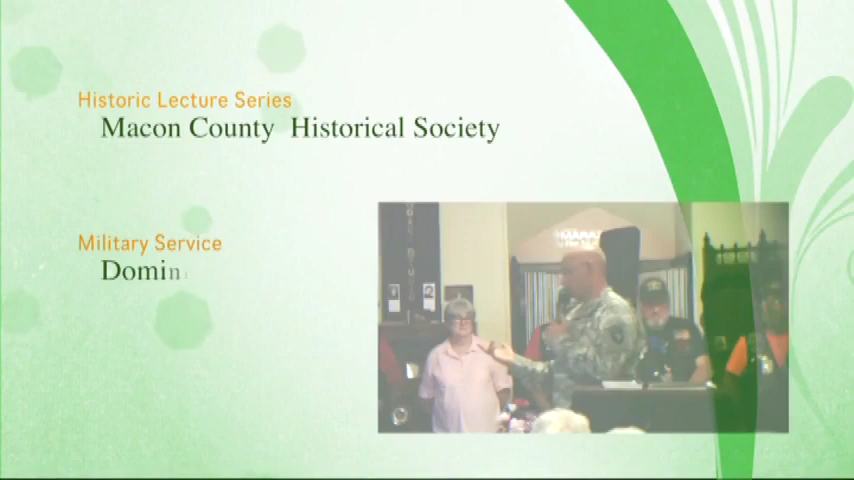 Historic Lecture Series
Macon County Historical Society
Military Service
Domin